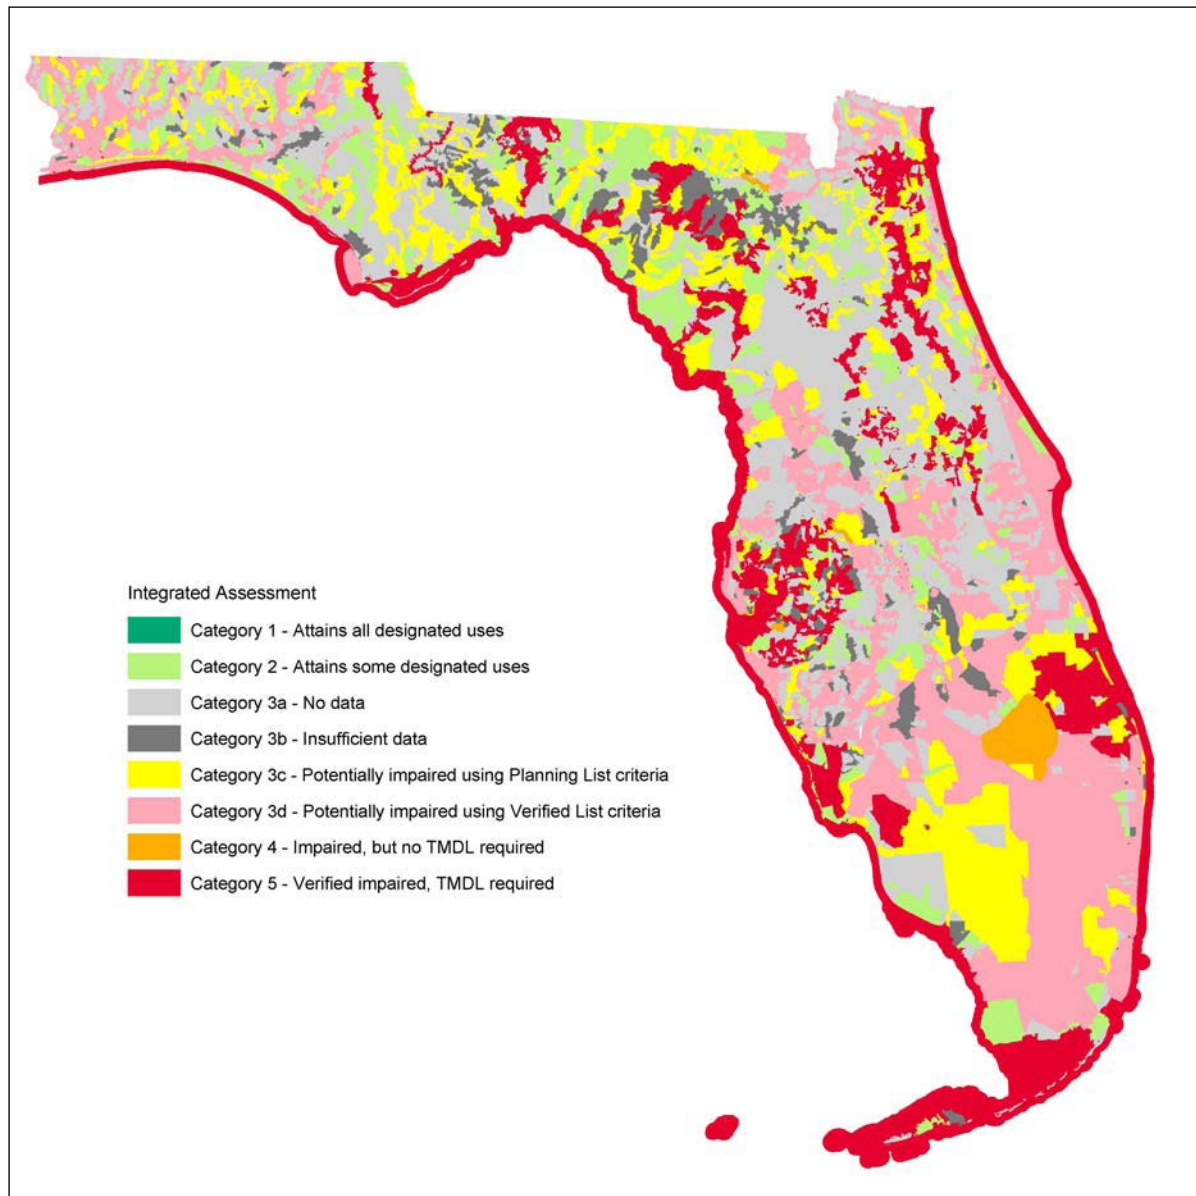 Integrated Assessment
Category 1 - Attains all designated uses
Category 2 - Attains some designated uses
Category 3a - No data
Category 3b - Insufficient data
Category 3c - Potentially impaired using Planning List criteria
Category 3d - Potentially impaired using Verified List criteria
Category 4 - Impaired, but no TMDL required
Category 5 - Verified impaired, TMDL required